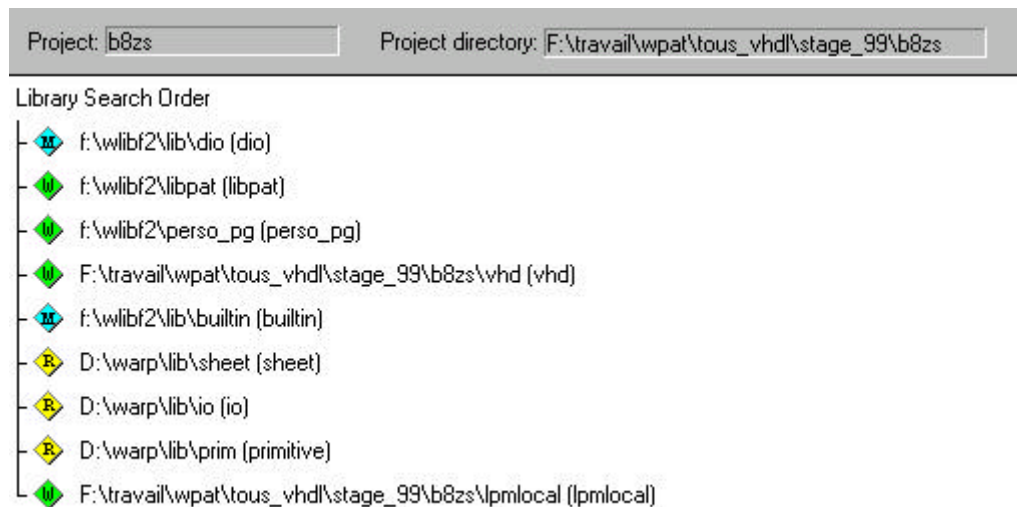 Project: b8zs Project directory: F:\travail\wpat\tous_vhdl\stage_99\b8zs
Library Search Order
M f:\wlibf2\lib\dio (dio)
W f:\wlibf2\libpat (libpat)
W f:\wlibf2\perso_pg (perso_pg)
W F:\travail\wpat\tous_vhdl\stage_99\b8zs\vhd (vhd)
M f:\wlibf2\lib\builtin (builtin)
R D:\warp\lib\sheet (sheet)
R D:\warp\lib\io (io)
R D:\warp\lib\prim (primitive)
W F:\travail\wpat\tous_vhdl\stage_99\b8zs\lpmlocal (lpmlocal)